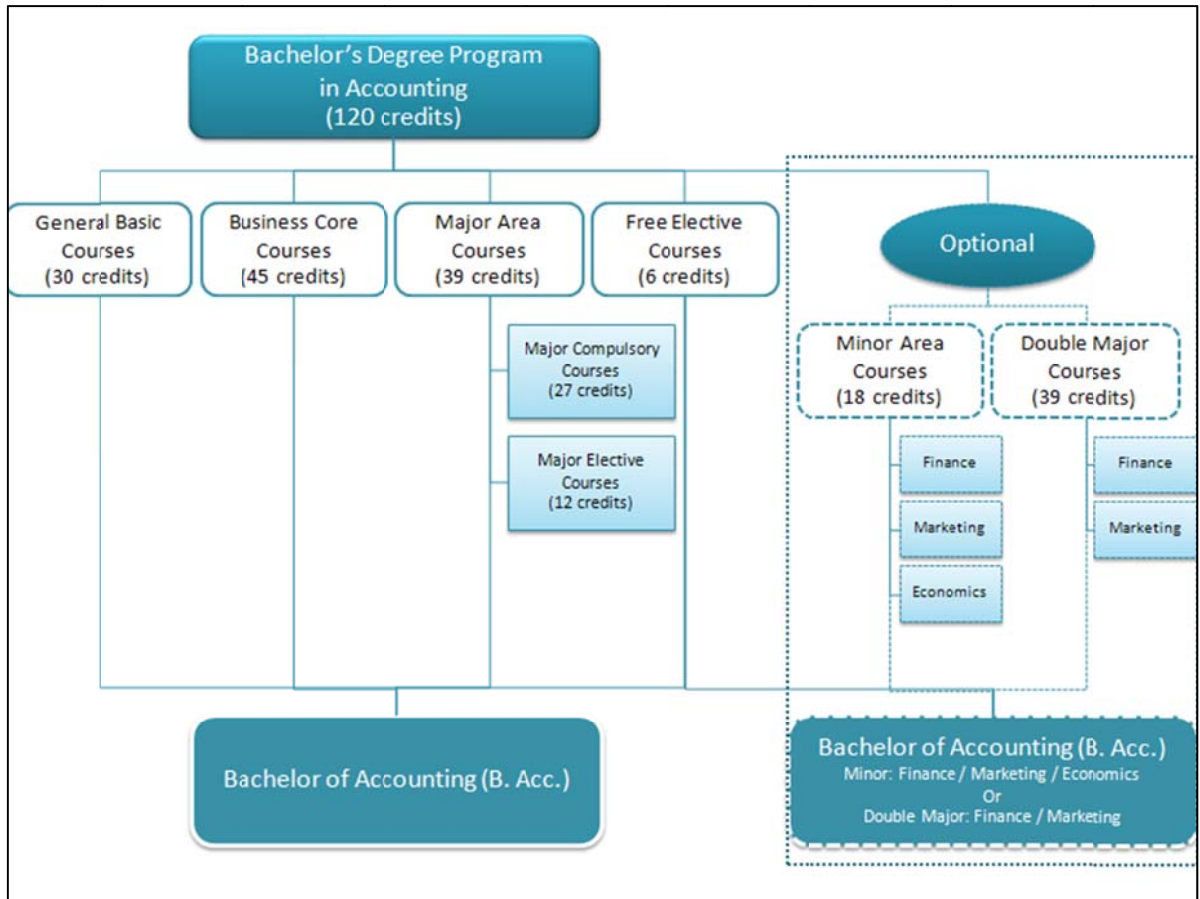 Bachelor's Degree Program
in Accounting
(120 credits)
General Basic
Courses
(30 credits)
Business Core
Courses
(45 credits)
Major Area
Courses
(39 credits)
Free Elective
Courses
(6 credits)
Optional
Major Compulsory
Courses
(27 credits)
Major Elective
Courses
(12 credits)
Minor Area
Courses
(18 credits)
Double Major
Courses
(39 credits)
Finance
Marketing
Economics
Finance
Marketing
Bachelor of Accounting (B. Acc.)
Bachelor of Accounting (B. Acc.)
Minor: Finance / Marketing / Economics
Or
Double Major: Finance / Marketing